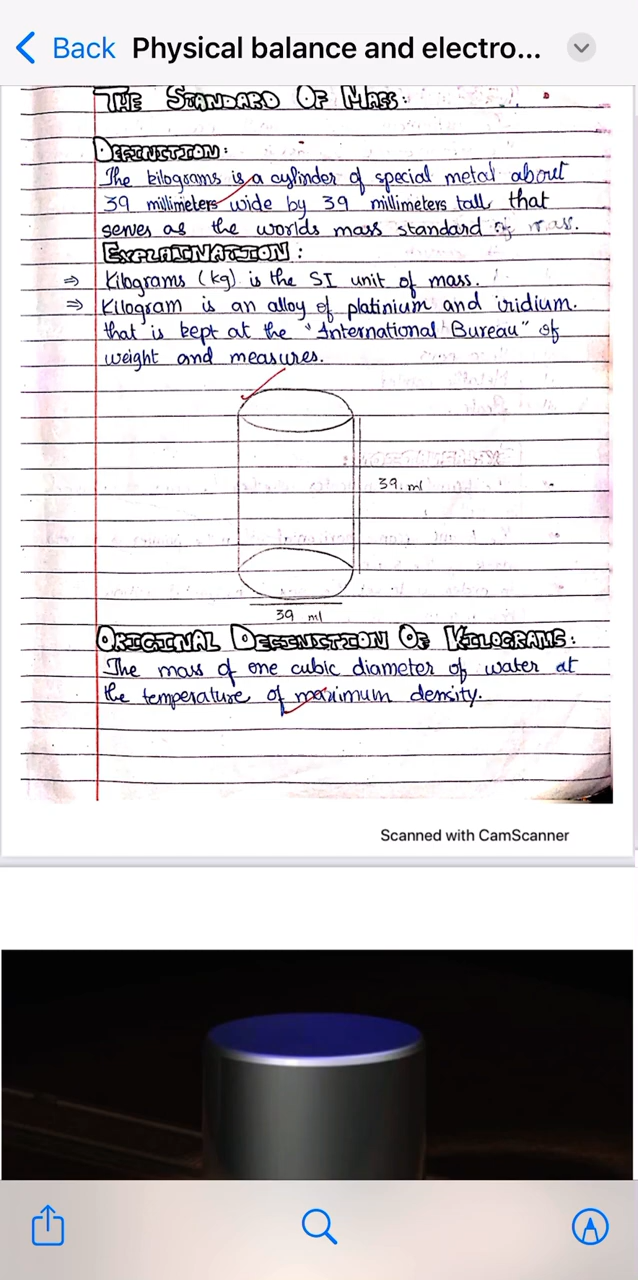 Back Physical balance and electro...
THE STANDARD OF MASS:
DEFINITION:
The kilograms is a cylinder of special metal about
39 millimeters wide by 39 millimeters tall that
serves as the worlds mass standard of mass.
EXPLAINATION:
⇒ Kilograms (kg) is the SI unit of mass.
⇒ Kilogram is an alloy of platinium and iridium.
that is kept at the "International Bureau" of
weight and measures.
39. ml
39 ml
ORIGINAL DEFINITION OF KILOGRAMS:
The mass of one cubic diameter of water at
the temperature of maximum density.
Scanned with CamScanner